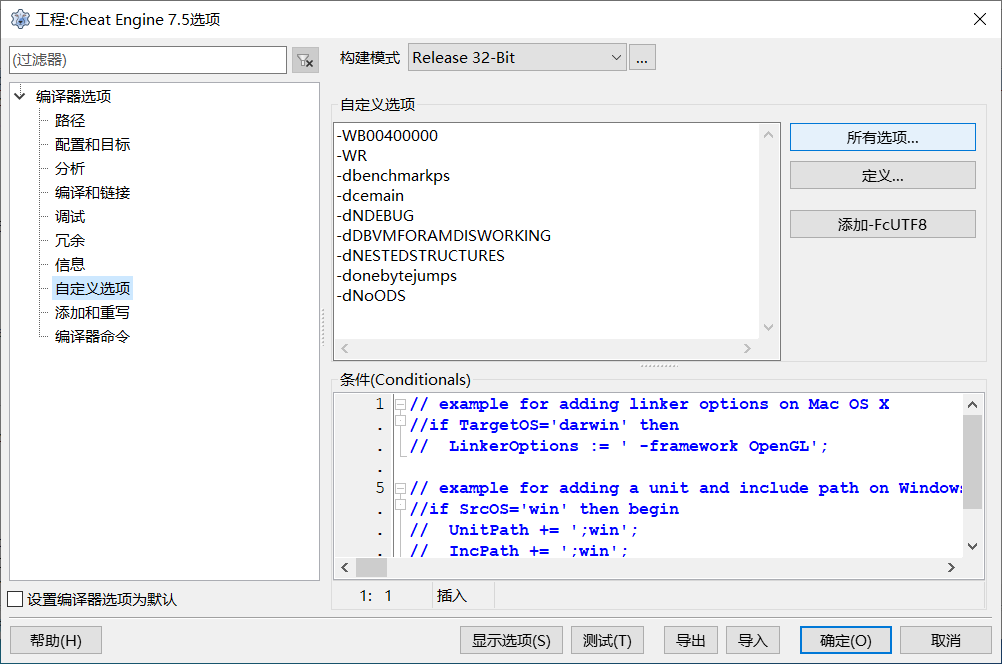 工程:Cheat Engine 7.5选项
(过滤器)
构建模式 Release 32-Bit ...
编译器选项
路径
配置和目标
分析
编译和链接
调试
冗余
信息
自定义选项
添加和重写
编译器命令
自定义选项
-WB00400000
-WR
-dbenchmarkps
-dcemain
-dNDEBUG
-dDBVMFORAMDISWORKING
-dNESTEDSTRUCTURES
-donebytejumps
-dNoODS
所有选项...
定义...
添加-FcUTF8
条件(Conditionals)
1 // example for adding linker options on Mac OS X
. //if TargetOS='darwin' then
. //  LinkerOptions := ' -framework OpenGL';
.
5 // example for adding a unit and include path on Windows
. //if SrcOS='win' then begin
. //  UnitPath += ';win';
. //  IncPath += ';win';
1: 1 插入
设置编译器选项为默认
帮助(H) 显示选项(S) 测试(T) 导出 导入 确定(O) 取消